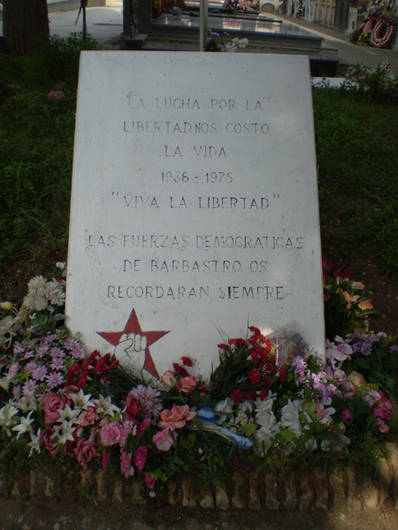 LA LUCHA POR LA
LIBERTAD NOS COSTO
LA VIDA
1936 - 1975
"VIVA LA LIBERTAD"
LAS FUERZAS DEMOCRATICAS
DE BARBASTRO OS
RECORDARAN SIEMPRE